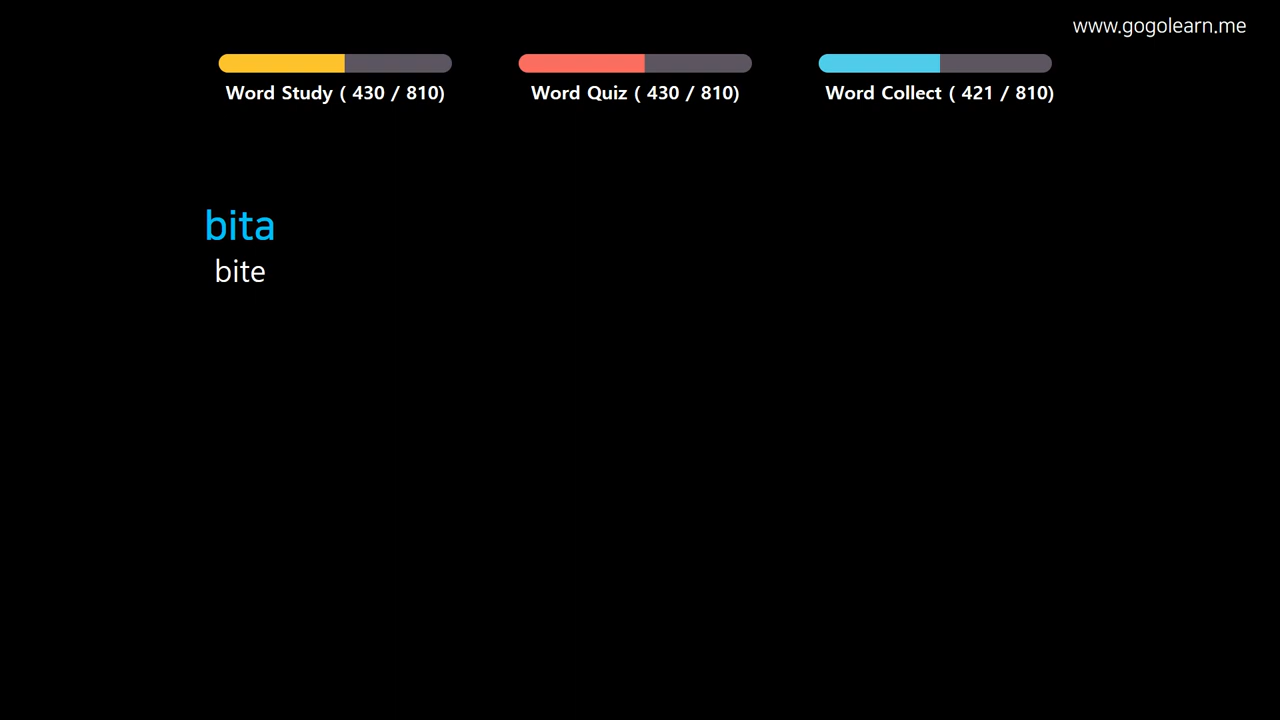 www.gogolearn.me
Word Study ( 430 / 810)
Word Quiz ( 430 / 810)
Word Collect ( 421 / 810)
bita
bite